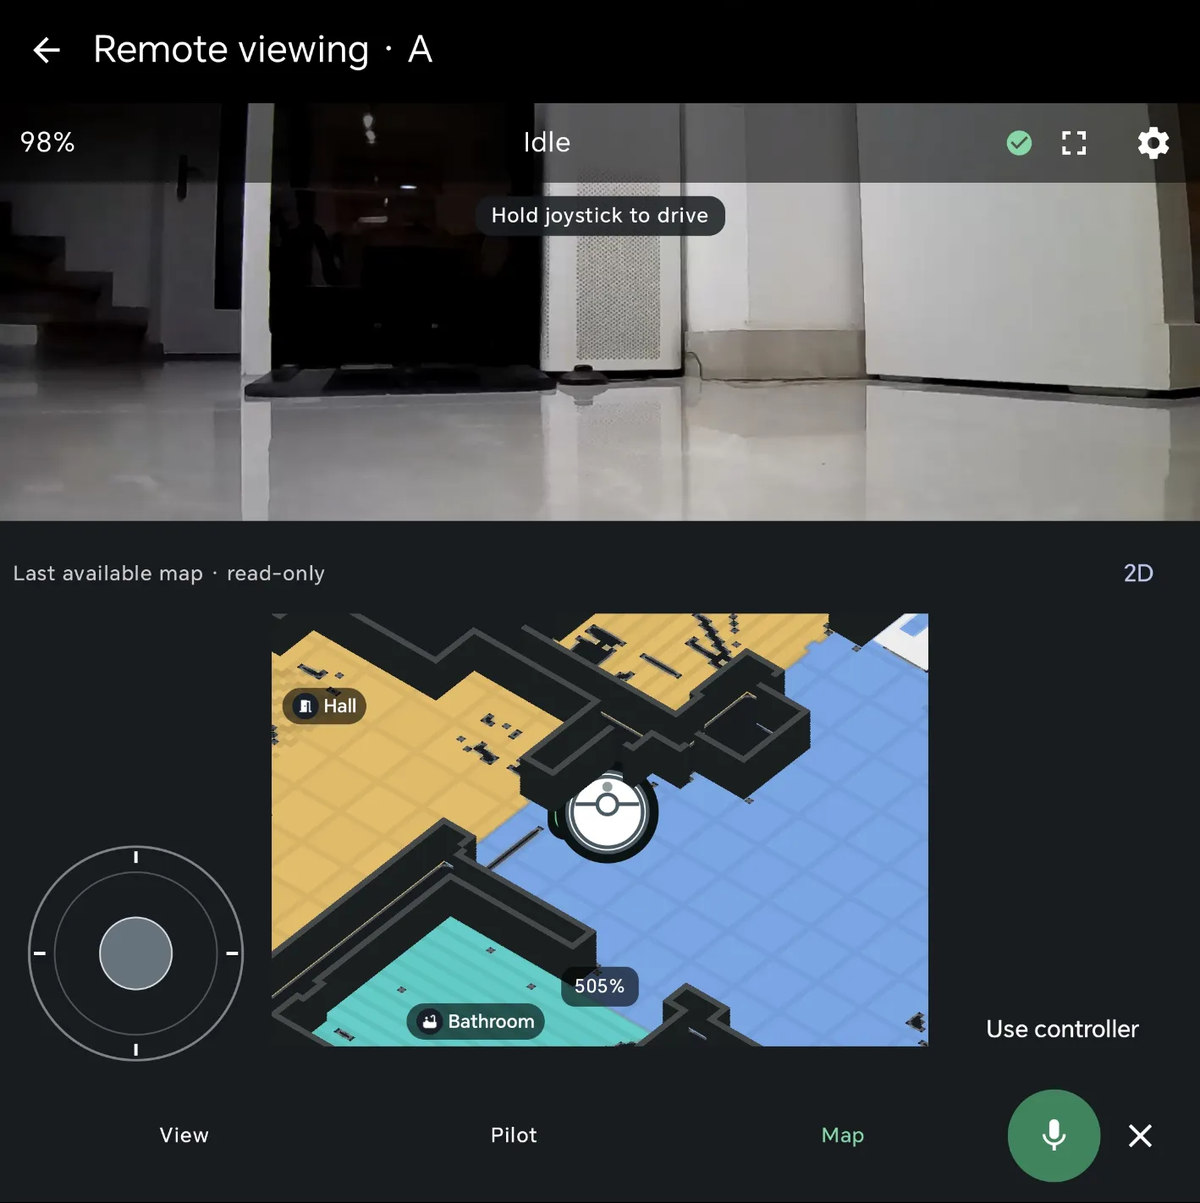 Remote viewing · A
98%
Idle
Hold joystick to drive
Last available map · read-only
2D
Hall
505%
Bathroom
Use controller
View
Pilot
Map